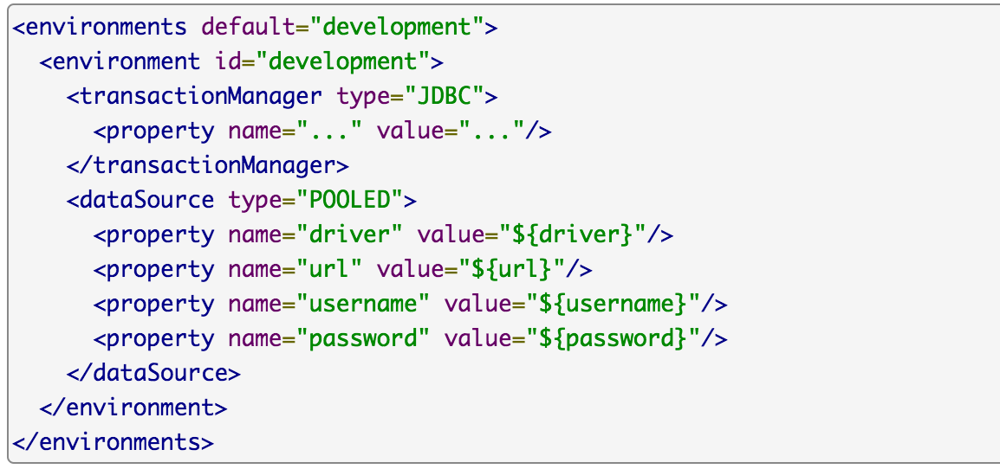 <environments default="development">
  <environment id="development">
    <transactionManager type="JDBC">
      <property name="..." value="..."/>
    </transactionManager>
    <dataSource type="POOLED">
      <property name="driver" value="${driver}"/>
      <property name="url" value="${url}"/>
      <property name="username" value="${username}"/>
      <property name="password" value="${password}"/>
    </dataSource>
  </environment>
</environments>